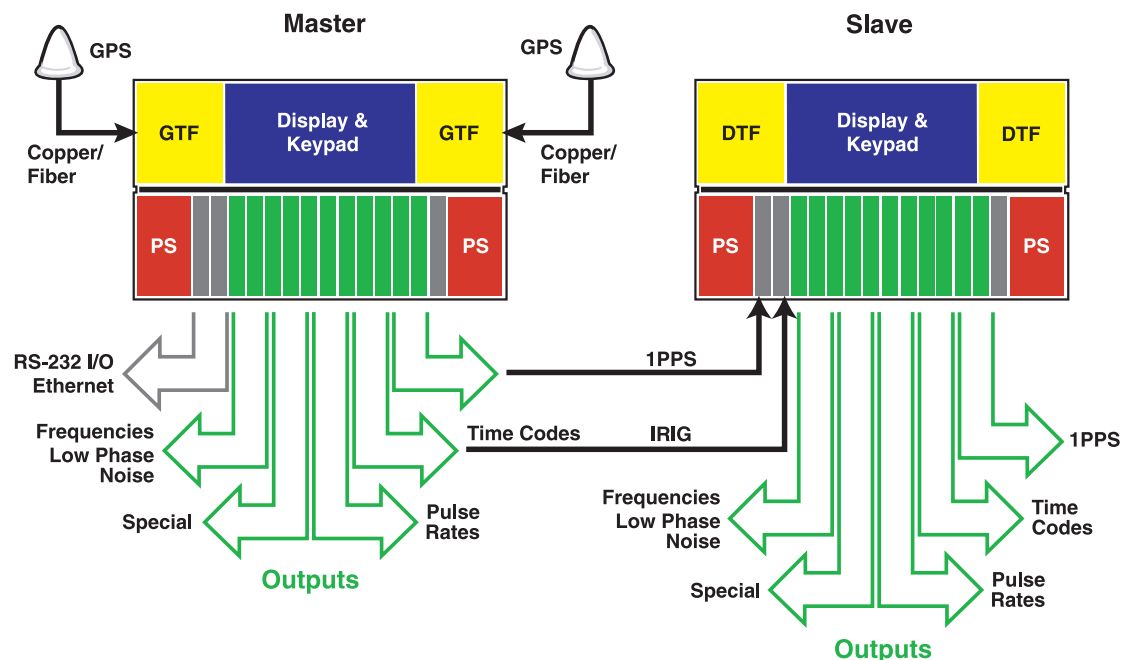 Master
Slave
GPS
GPS
GTF
Display &
Keypad
GTF
DTF
Display &
Keypad
DTF
Copper/
Fiber
Copper/
Fiber
PS
PS
PS
PS
RS-232 I/O
Ethernet
1PPS
Frequencies
Low Phase
Noise
Time Codes
IRIG
1PPS
Special
Pulse
Rates
Frequencies
Low Phase
Noise
Time
Codes
Outputs
Special
Pulse
Rates
Outputs